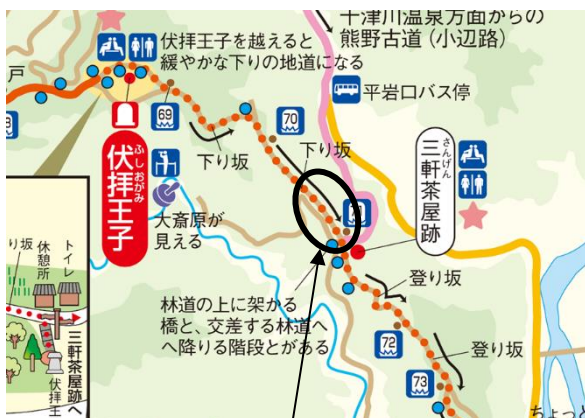 十津川温泉方面からの
熊野古道（小辺路）
伏拝王子を越えると
緩やかな下りの地道になる
戸
平岩口バス停
69
70
下り坂
下り坂
さんげん
三軒茶屋跡
ふしおがみ
伏拝王子
大斎原が
見える
71
登り坂
林道の上に架かる
橋と、交差する林道へ
へ降りる階段とがある
72
登り坂
73
トイレ
休憩所
り坂
三軒茶屋跡へ
伏拝王
ちょっ